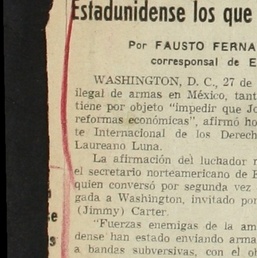 Estadunidense los que
Por FAUSTO FERNA
corresponsal de E
WASHINGTON, D. C., 27 de
ilegal de armas en México, tant
tiene por objeto "impedir que Jo
reformas económicas", afirmó ho
te Internacional de los Derech
Laureano Luna.
La afirmación del luchador n
el secretario norteamericano de E
quien conversó por segunda vez
gada a Washington, invitado po
(Jimmy) Carter.
"Fuerzas enemigas de la am
dense han estado enviando arma
a bandas subversivas, con el ob